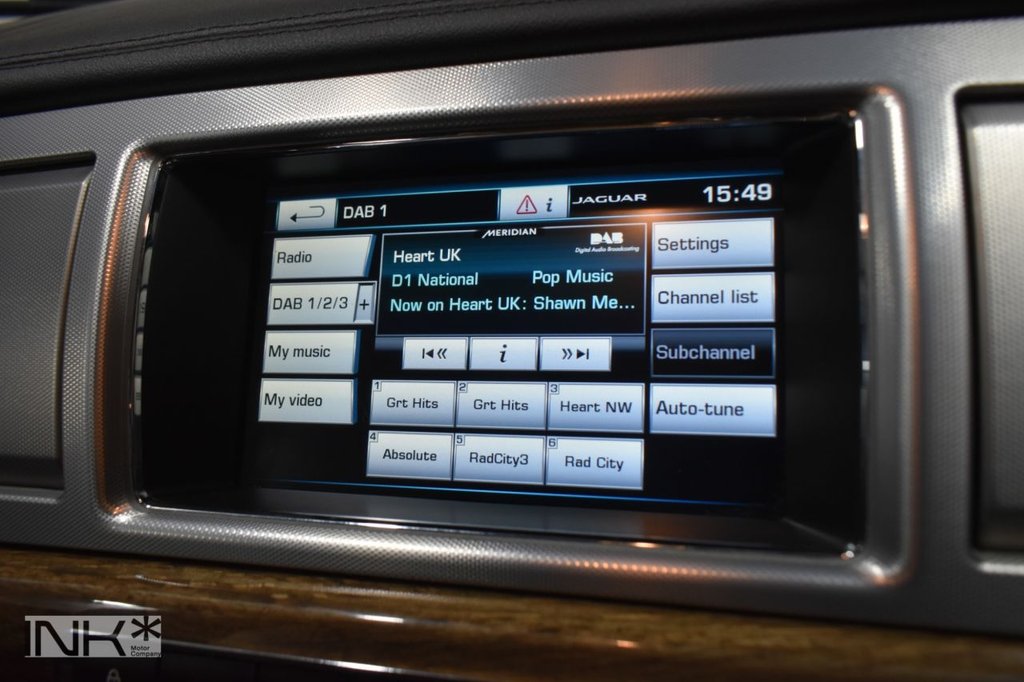 DAB 1
i
JAGUAR
15:49
Radio
DAB 1/2/3 +
My music
My video
MERIDIAN
DAB
Digital Audio Broadcasting
Heart UK
D1 National Pop Music
Now on Heart UK: Shawn Me...
i
1 Grt Hits
2 Grt Hits
3 Heart NW
4 Absolute
5 RadCity3
6 Rad City
Settings
Channel list
Subchannel
Auto-tune
INK*
Motor
Company